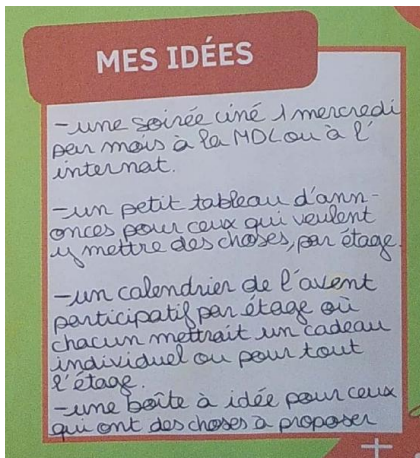 MES IDÉES
-une soirée ciné 1 mercredi
par mois à la MDL ou à l'
internat.
-un petit tableau d'ann-
onces pour ceux qui veulent
y mettre des choses, par étage.
-un calendrier de l'avent
participatif par étage où
chacun mettrait un cadeau
individuel ou pour tout
l'étage.
-une boîte à idée pour ceux
qui ont des choses à proposer
+